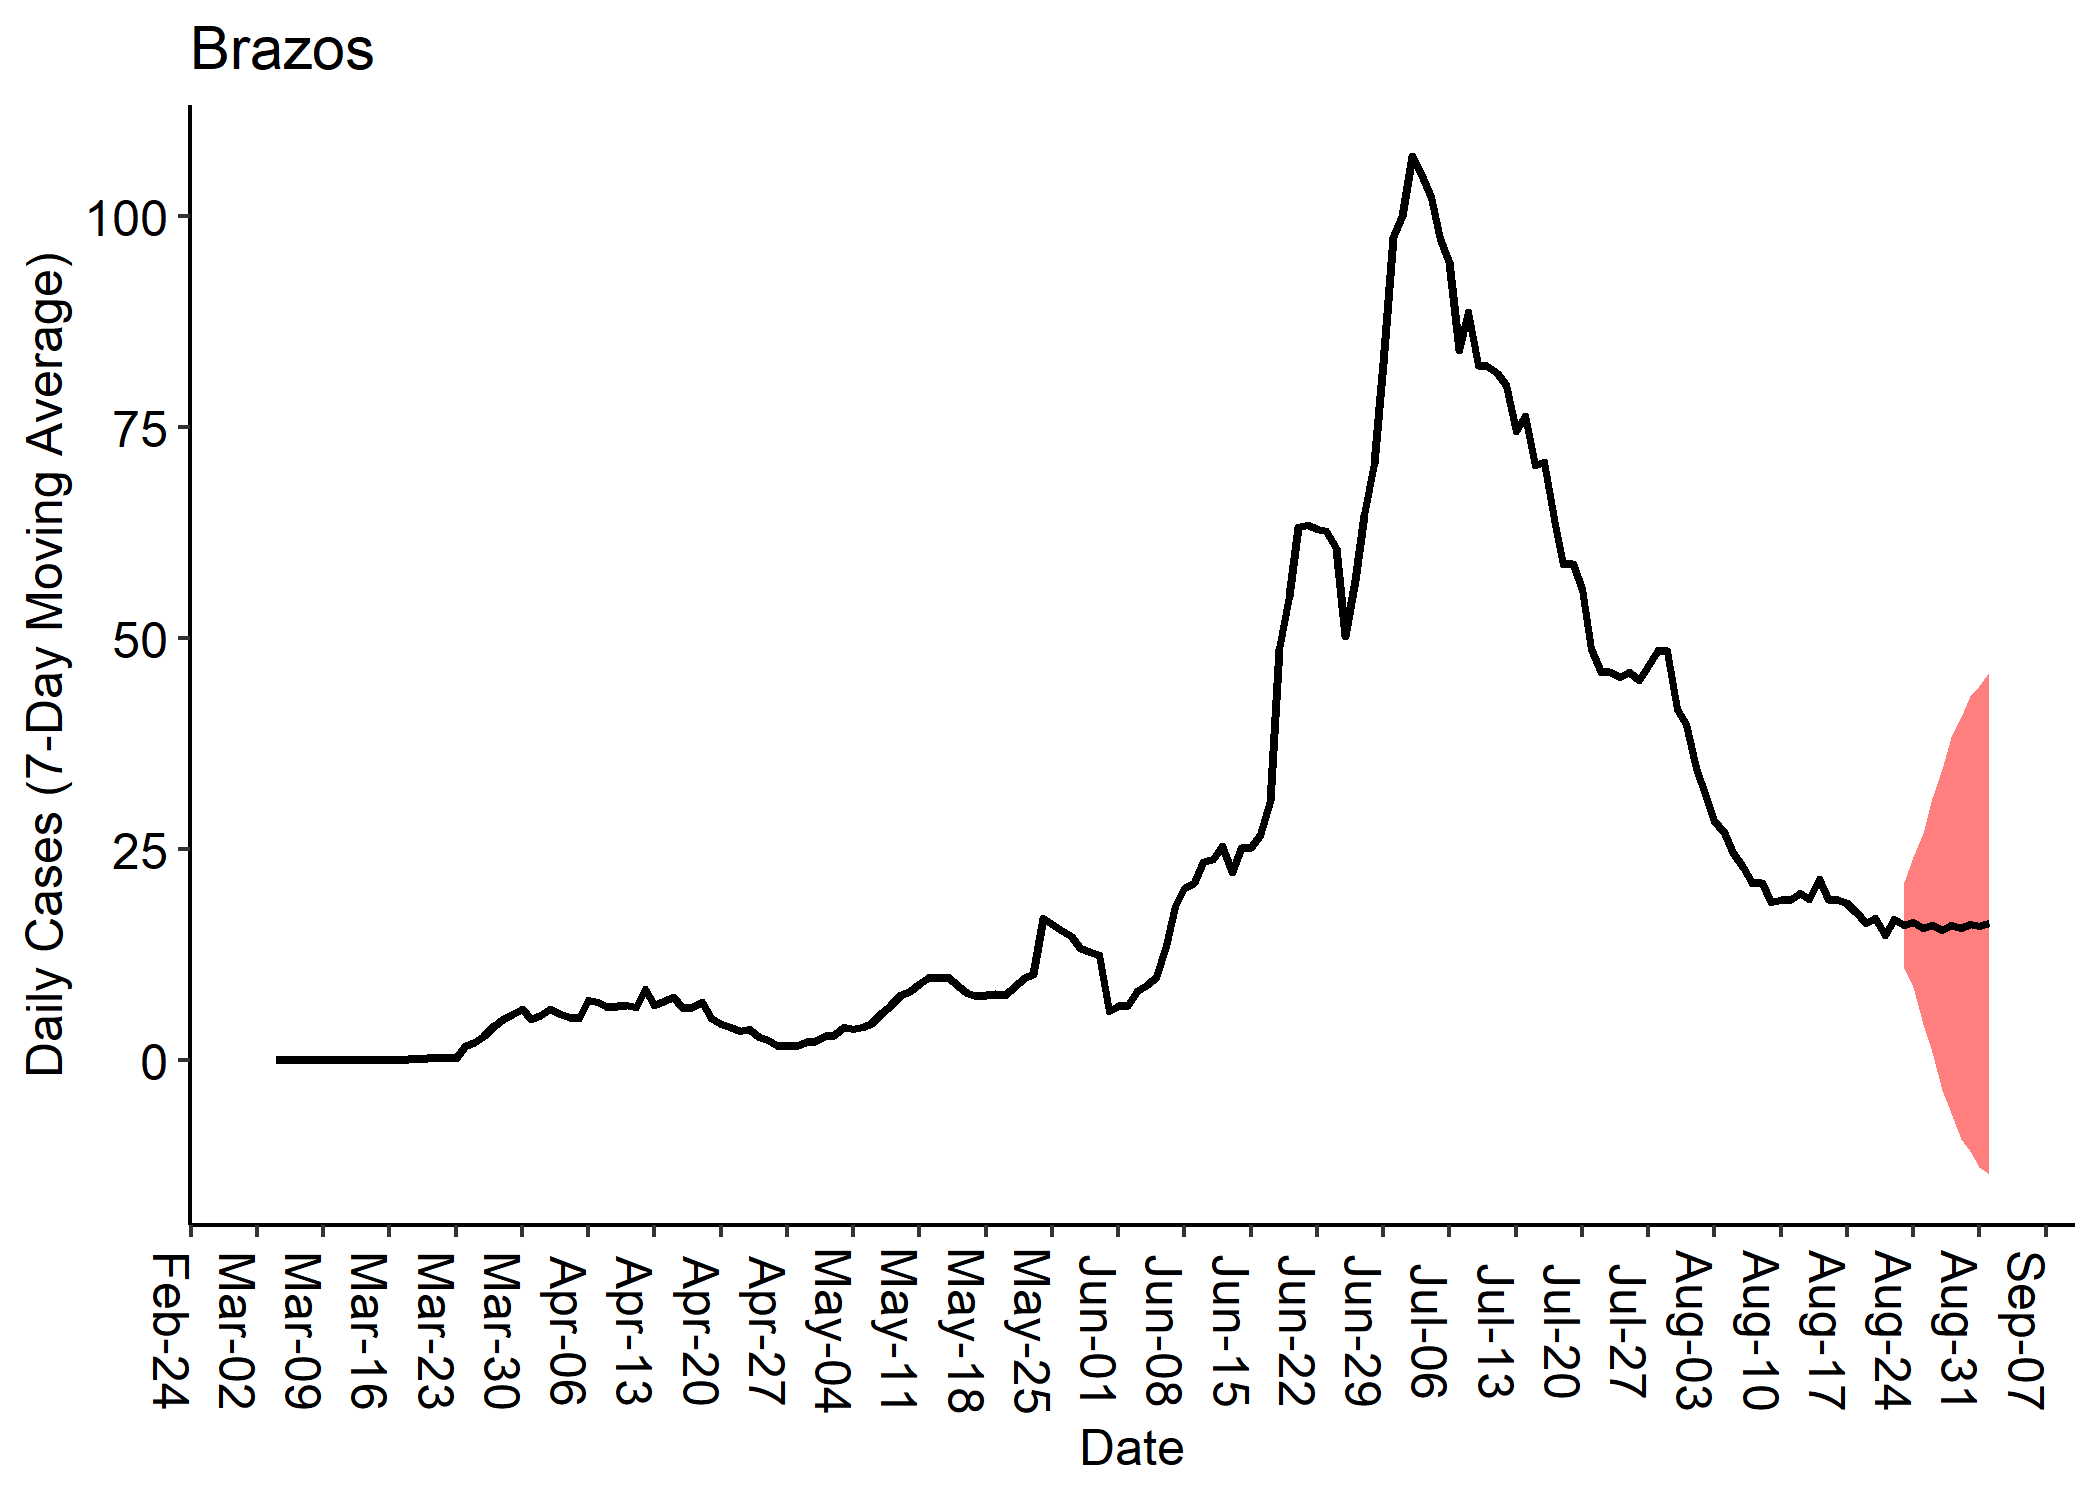 Brazos
Daily Cases (7-Day Moving Average)
100
75
50
25
0
Feb-24
Mar-02
Mar-09
Mar-16
Mar-23
Mar-30
Apr-06
Apr-13
Apr-20
Apr-27
May-04
May-11
May-18
May-25
Jun-01
Jun-08
Jun-15
Jun-22
Jun-29
Jul-06
Jul-13
Jul-20
Jul-27
Aug-03
Aug-10
Aug-17
Aug-24
Aug-31
Sep-07
Date